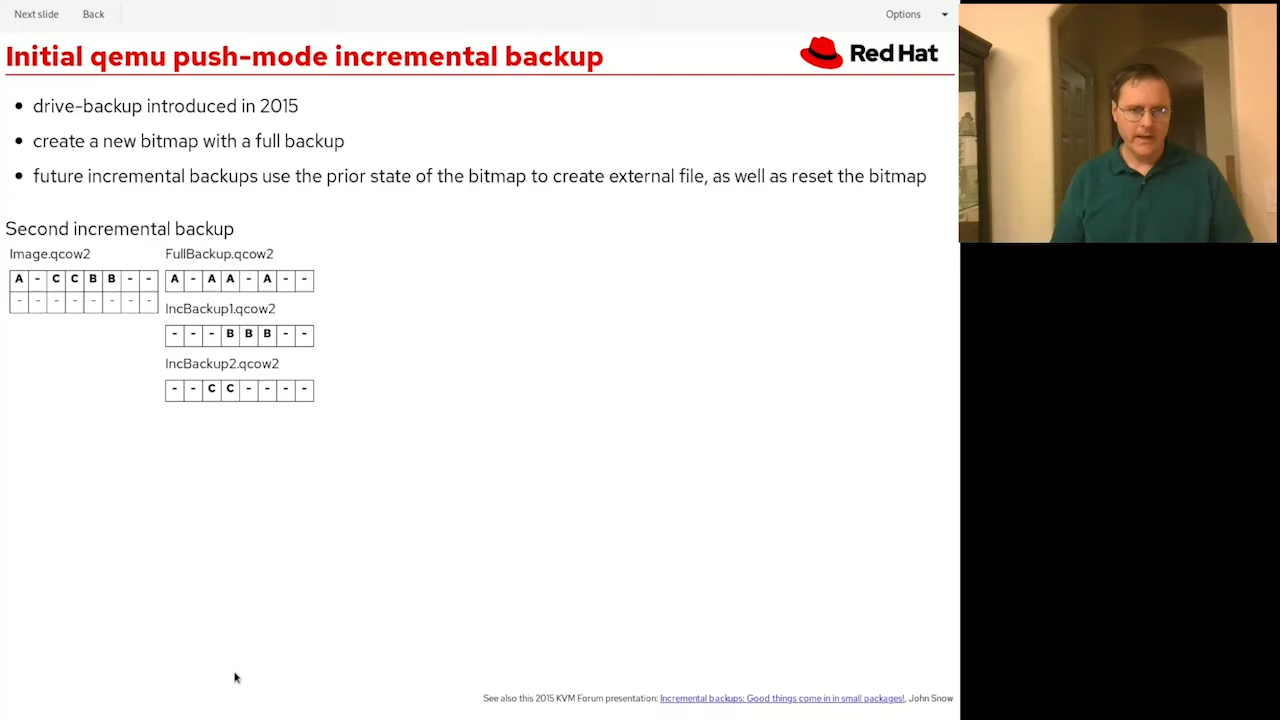 Next slide Back Options
Initial qemu push-mode incremental backup
Red Hat
• drive-backup introduced in 2015
• create a new bitmap with a full backup
• future incremental backups use the prior state of the bitmap to create external file, as well as reset the bitmap
Second incremental backup
Image.qcow2 FullBackup.qcow2
A - C C B B - - A - A A - A - -
- - - - - - - -
IncBackup1.qcow2
- - - B B B - -
IncBackup2.qcow2
- - C C - - - -
See also this 2015 KVM Forum presentation: Incremental backups: Good things come in in small packages!, John Snow